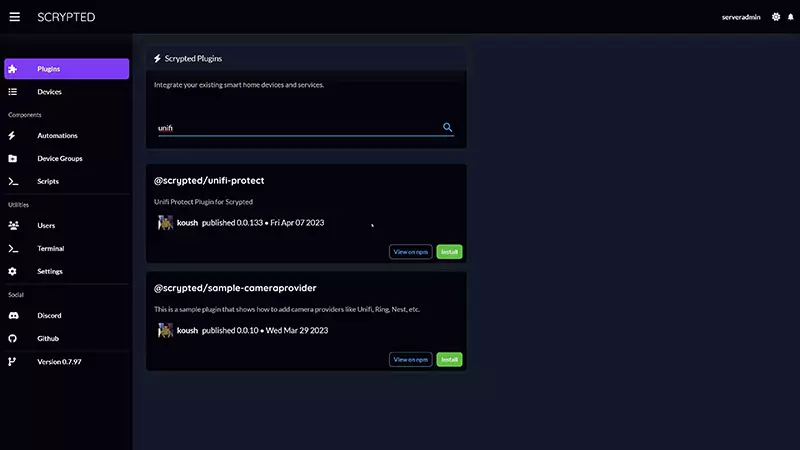 SCRYPTED
serveradmin
Plugins
Devices
Components
Automations
Device Groups
Scripts
Utilities
Users
Terminal
Settings
Social
Discord
Github
Version 0.7.97
Scrypted Plugins
Integrate your existing smart home devices and services.
unifi
@scrypted/unifi-protect
Unifi Protect Plugin for Scrypted
koush published 0.0.133 • Fri Apr 07 2023
View on npm Install
@scrypted/sample-cameraprovider
This is a sample plugin that shows how to add camera providers like Unifi, Ring, Nest, etc.
koush published 0.0.10 • Wed Mar 29 2023
View on npm Install